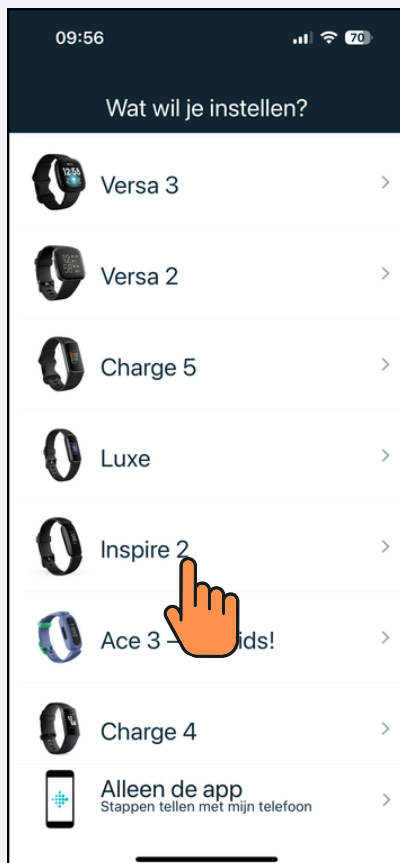 09:56
70
Wat wil je instellen?
Versa 3
Versa 2
Charge 5
Luxe
Inspire 2
Ace 3 – ids!
Charge 4
Alleen de app
Stappen tellen met mijn telefoon